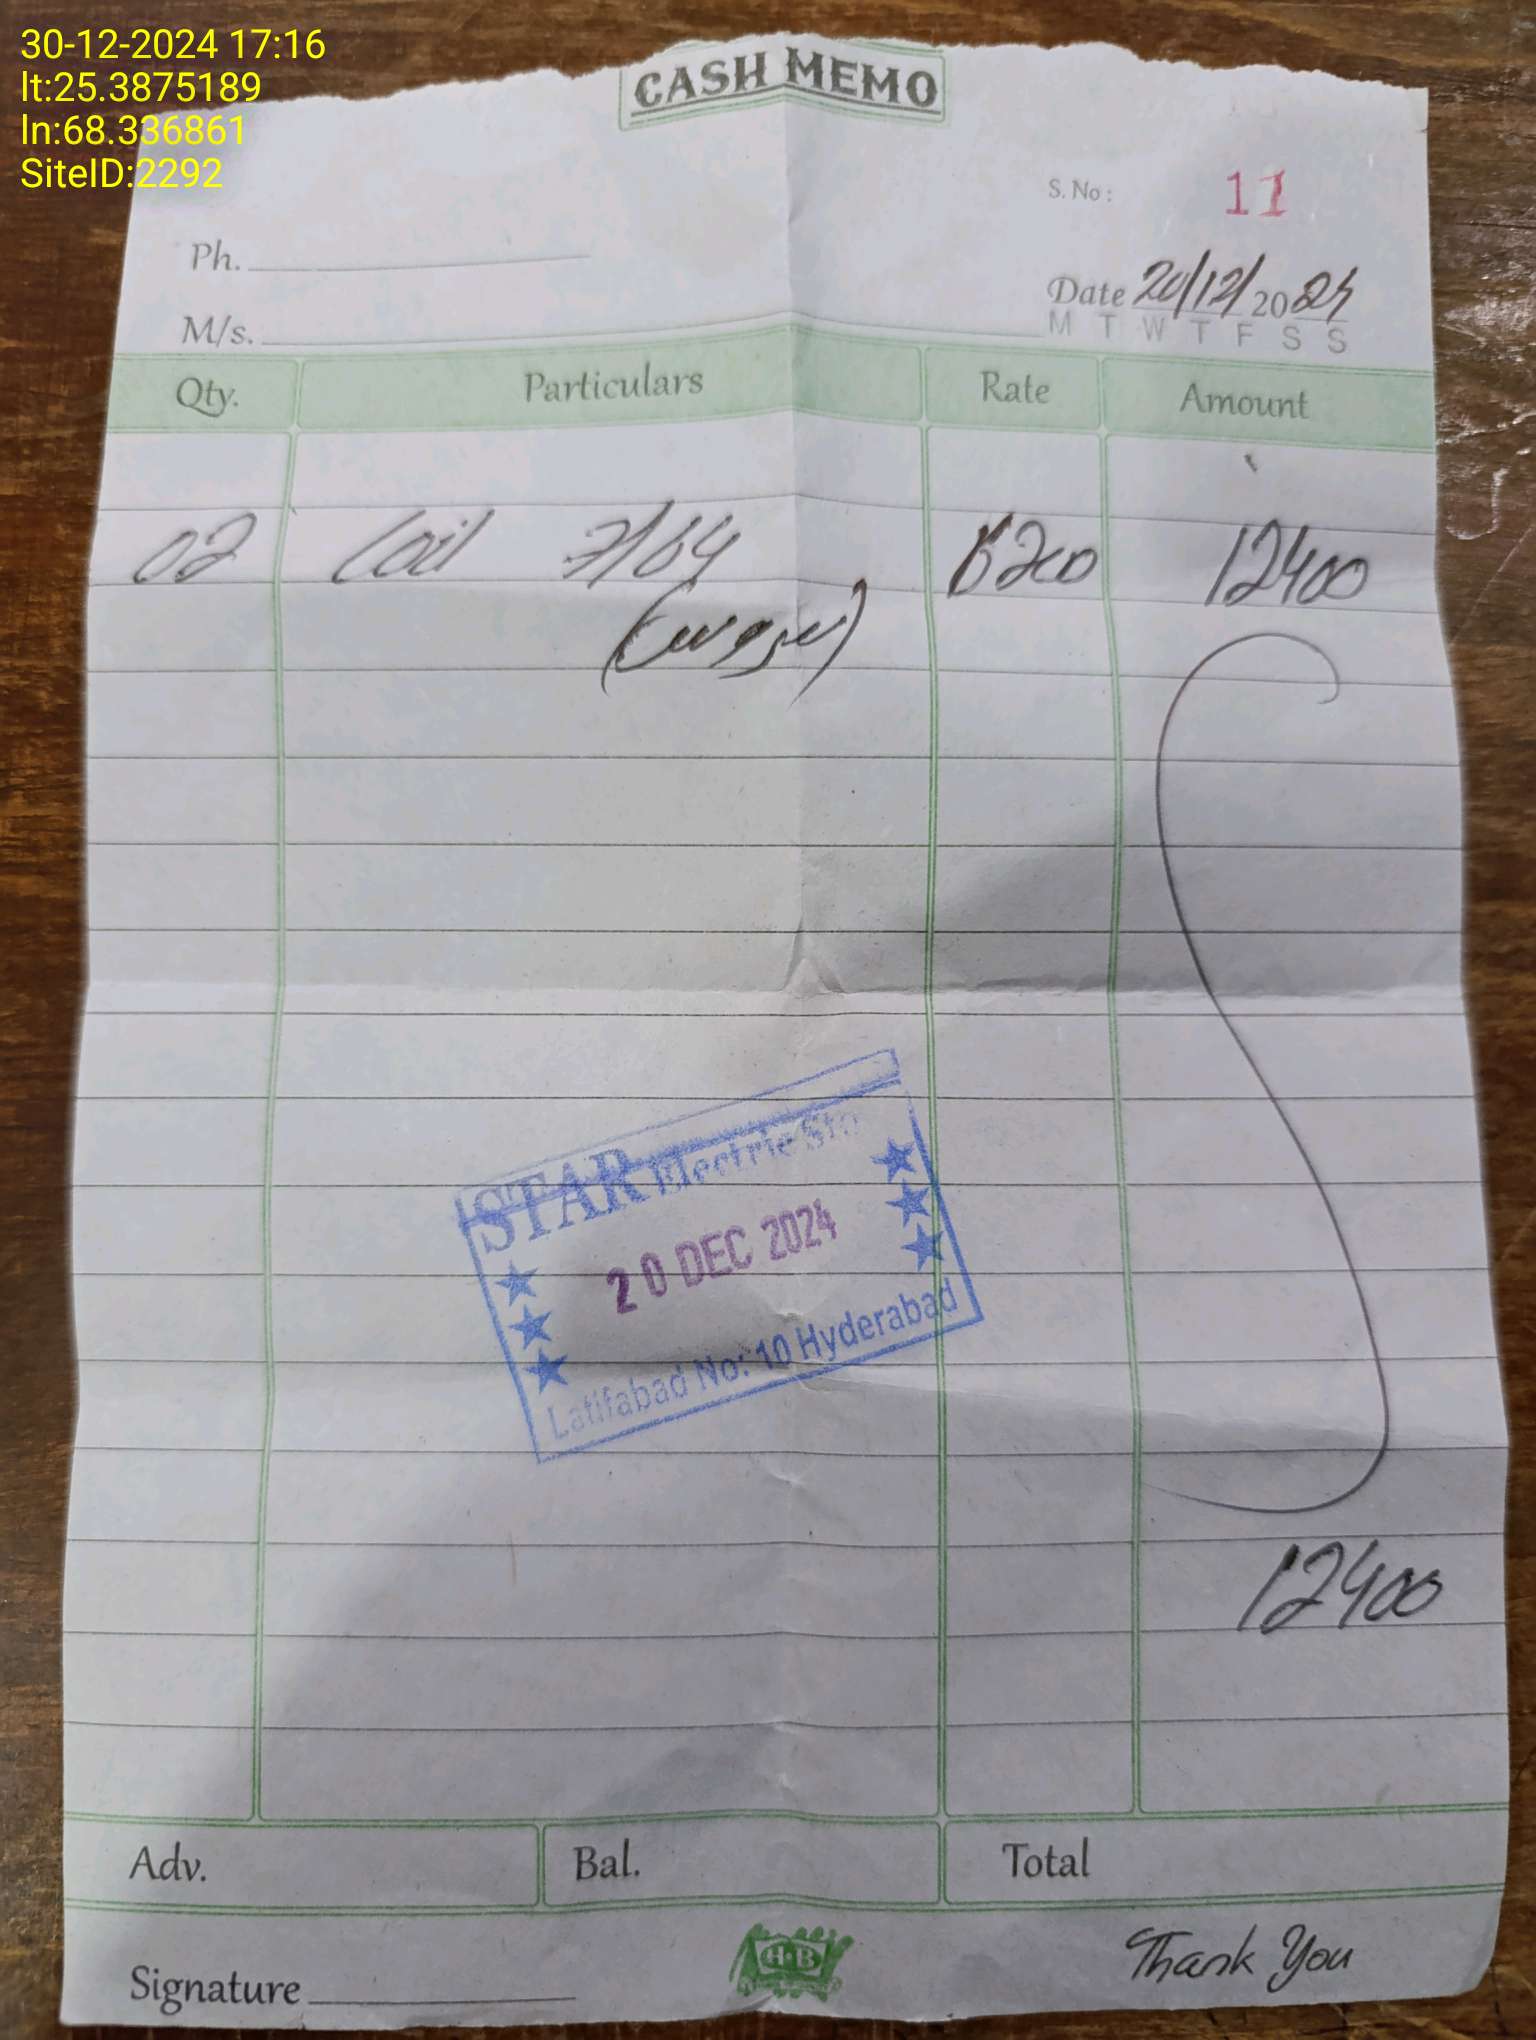 30-12-2024 17:16
lt:25.3875189
ln:68.336861
SiteID:2292
CASH MEMO
S. No: 11
Ph.
Date 20/12/2024
M/s.
M T W T F S S
Qty. Particulars Rate Amount
02 Coil 7/64 6200 12400
STAR Electric Sto
20 DEC 2024
Latifabad No: 10 Hyderabad
12400
Adv. Bal. Total
H.B
Thank You
Signature